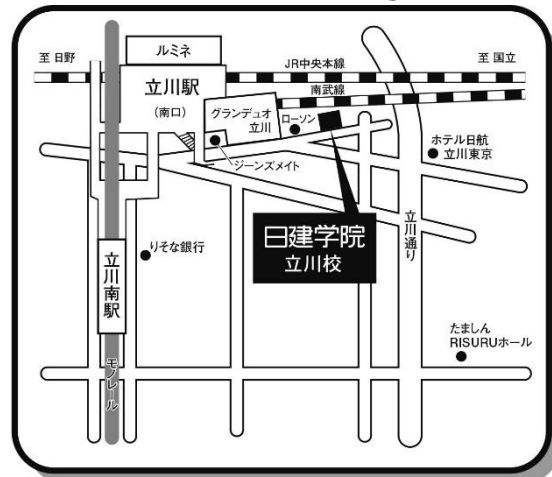 至 日野
ルミネ
JR中央本線
至 国立
立川駅
(南口)
南武線
グランデュオ
立川
ローソン
ホテル日航
立川東京
ジーンズメイト
日建学院
立川校
立川通り
りそな銀行
立川南駅
たましん
RISURUホール
モノレール